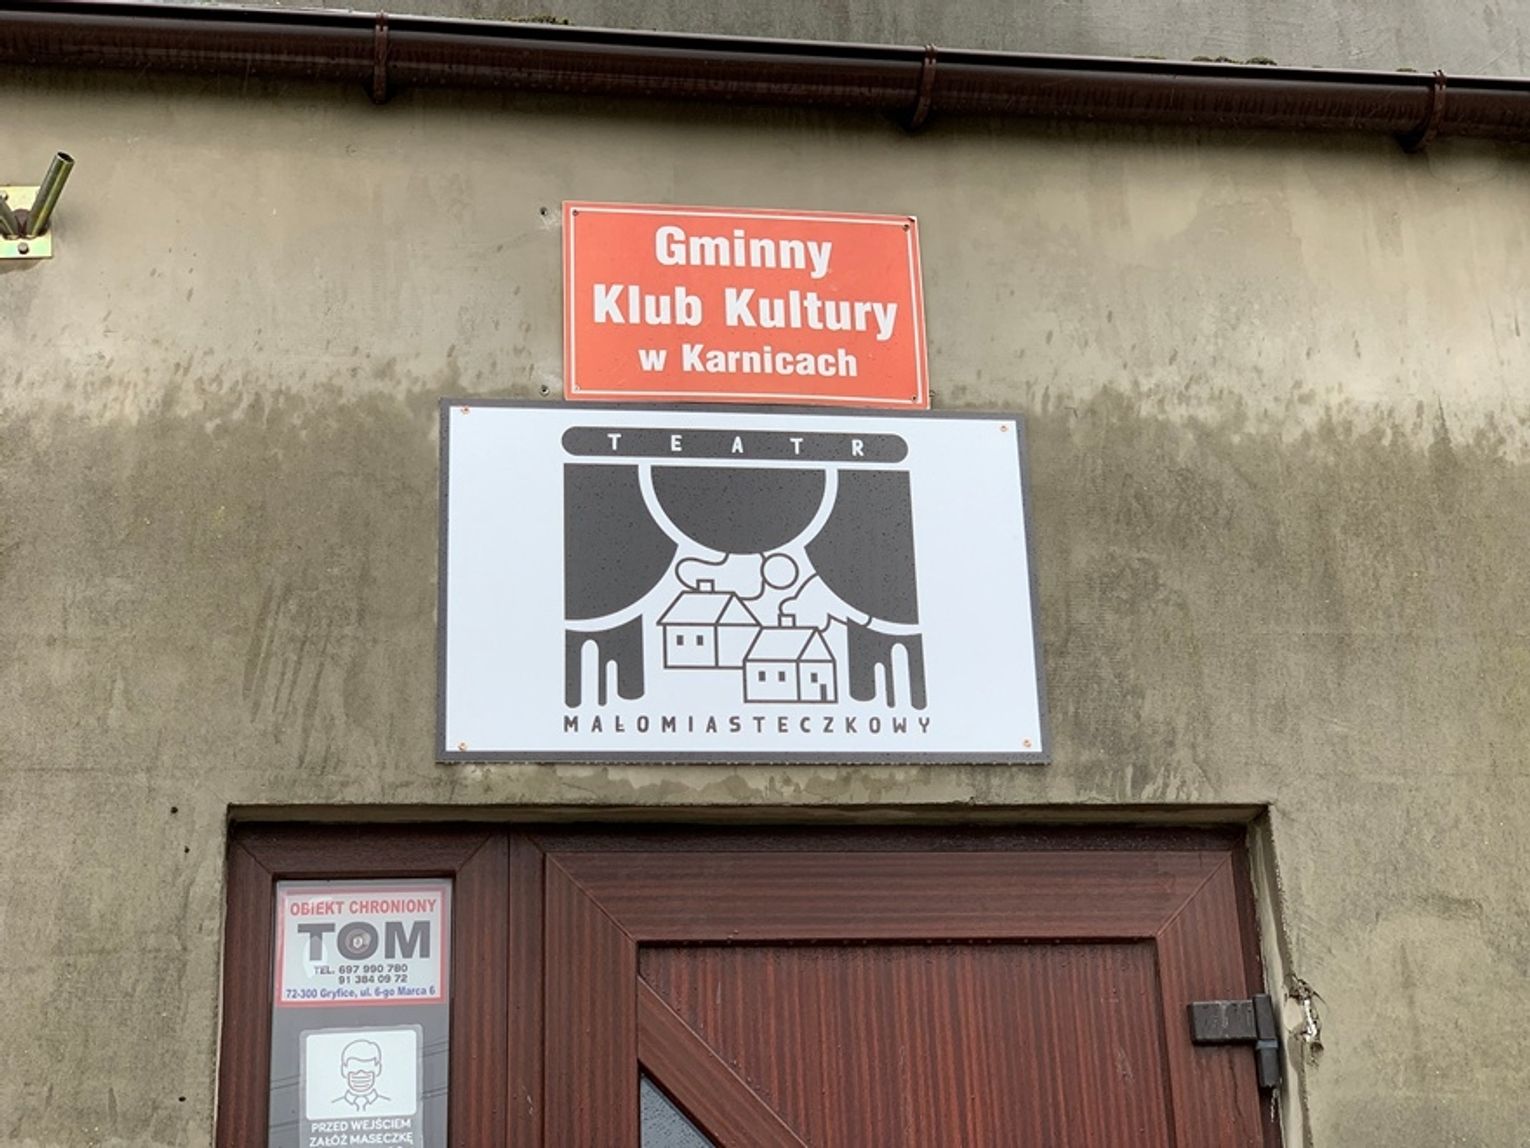 Gminny
Klub Kultury
w Karnicach
TEATR
MAŁOMIASTECZKOWY
OBIEKT CHRONIONY
TOM
TEL. 697 990 780
91 384 09 72
72-300 Gryfice, ul. 6-go Marca 6
PRZED WEJŚCIEM
ZAŁÓŻ MASECZKĘ